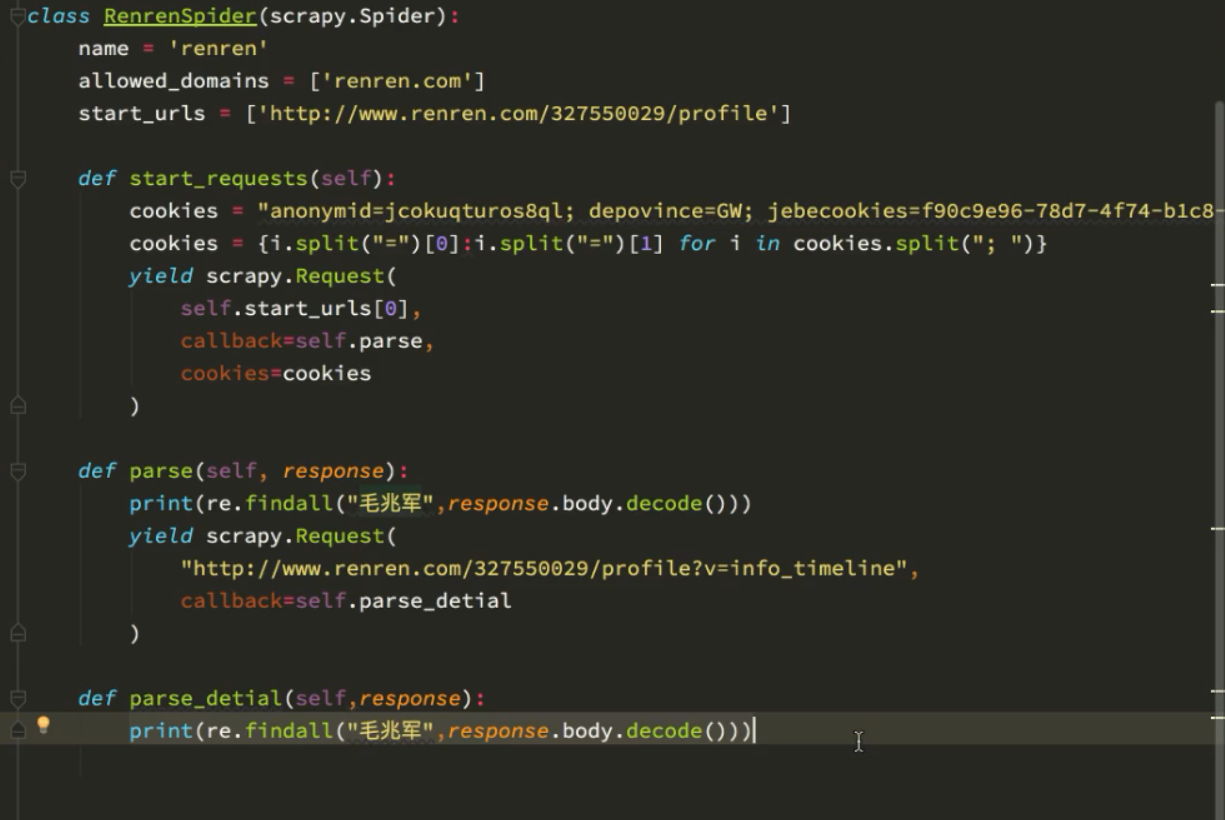 class RenrenSpider(scrapy.Spider):
    name = 'renren'
    allowed_domains = ['renren.com']
    start_urls = ['http://www.renren.com/327550029/profile']

    def start_requests(self):
        cookies = "anonymid=jcokuqturos8ql; depovince=GW; jebecookies=f90c9e96-78d7-4f74-b1c8-
        cookies = {i.split("=")[0]:i.split("=")[1] for i in cookies.split("; ")}
        yield scrapy.Request(
            self.start_urls[0],
            callback=self.parse,
            cookies=cookies
        )

    def parse(self, response):
        print(re.findall("毛兆军",response.body.decode()))
        yield scrapy.Request(
            "http://www.renren.com/327550029/profile?v=info_timeline",
            callback=self.parse_detial
        )

    def parse_detial(self,response):
        print(re.findall("毛兆军",response.body.decode()))